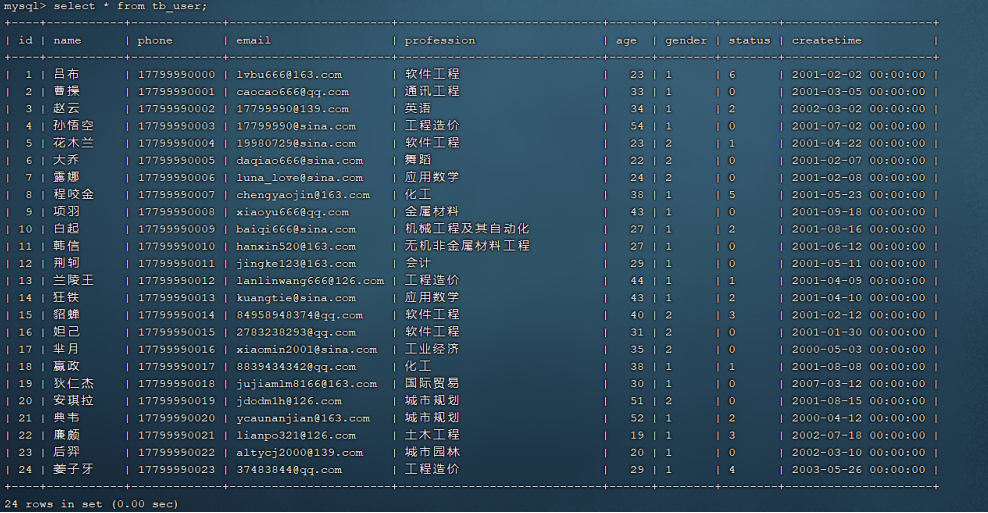 mysql> select * from tb_user;
+----+--------+-------------+-----------------------+----------------------+------+--------+--------+---------------------+
| id | name | phone | email | profession | age | gender | status | createtime |
+----+--------+-------------+-----------------------+----------------------+------+--------+--------+---------------------+
| 1 | 吕布 | 17799990000 | lvbu666@163.com | 软件工程 | 23 | 1 | 6 | 2001-02-02 00:00:00 |
| 2 | 曹操 | 17799990001 | caocao666@qq.com | 通讯工程 | 33 | 1 | 0 | 2001-03-05 00:00:00 |
| 3 | 赵云 | 17799990002 | 17799990@139.com | 英语 | 34 | 1 | 2 | 2002-03-02 00:00:00 |
| 4 | 孙悟空 | 17799990003 | 17799990@sina.com | 工程造价 | 54 | 1 | 0 | 2001-07-02 00:00:00 |
| 5 | 花木兰 | 17799990004 | 19980729@sina.com | 软件工程 | 23 | 2 | 1 | 2001-04-22 00:00:00 |
| 6 | 大乔 | 17799990005 | daqiao666@sina.com | 舞蹈 | 22 | 2 | 0 | 2001-02-07 00:00:00 |
| 7 | 露娜 | 17799990006 | luna_love@sina.com | 应用数学 | 24 | 2 | 0 | 2001-02-08 00:00:00 |
| 8 | 程咬金 | 17799990007 | chengyaojin@163.com | 化工 | 38 | 1 | 5 | 2001-05-23 00:00:00 |
| 9 | 项羽 | 17799990008 | xiaoyu666@qq.com | 金属材料 | 43 | 1 | 0 | 2001-09-18 00:00:00 |
| 10 | 白起 | 17799990009 | baiqi666@sina.com | 机械工程及其自动化 | 27 | 1 | 2 | 2001-08-16 00:00:00 |
| 11 | 韩信 | 17799990010 | hanxin520@163.com | 无机非金属材料工程 | 27 | 1 | 0 | 2001-06-12 00:00:00 |
| 12 | 荆轲 | 17799990011 | jingke123@163.com | 会计 | 29 | 1 | 0 | 2001-05-11 00:00:00 |
| 13 | 兰陵王 | 17799990012 | lanlinwang666@126.com | 工程造价 | 44 | 1 | 1 | 2001-04-09 00:00:00 |
| 14 | 狂铁 | 17799990013 | kuangtie@sina.com | 应用数学 | 43 | 1 | 2 | 2001-04-10 00:00:00 |
| 15 | 貂蝉 | 17799990014 | 84958948374@qq.com | 软件工程 | 40 | 2 | 3 | 2001-02-12 00:00:00 |
| 16 | 妲己 | 17799990015 | 2783238293@qq.com | 软件工程 | 31 | 2 | 0 | 2001-01-30 00:00:00 |
| 17 | 芈月 | 17799990016 | xiaomin2001@sina.com | 工业经济 | 35 | 2 | 0 | 2000-05-03 00:00:00 |
| 18 | 嬴政 | 17799990017 | 8839434342@qq.com | 化工 | 38 | 1 | 1 | 2001-08-08 00:00:00 |
| 19 | 狄仁杰 | 17799990018 | jujiamlm8166@163.com | 国际贸易 | 30 | 1 | 0 | 2007-03-12 00:00:00 |
| 20 | 安琪拉 | 17799990019 | jdodm1h@126.com | 城市规划 | 51 | 2 | 0 | 2001-08-15 00:00:00 |
| 21 | 典韦 | 17799990020 | ycaunanjian@163.com | 城市规划 | 52 | 1 | 2 | 2000-04-12 00:00:00 |
| 22 | 廉颇 | 17799990021 | lianpo321@126.com | 土木工程 | 19 | 1 | 3 | 2002-07-18 00:00:00 |
| 23 | 后羿 | 17799990022 | altycj2000@139.com | 城市园林 | 20 | 1 | 0 | 2002-03-10 00:00:00 |
| 24 | 姜子牙 | 17799990023 | 37483844@qq.com | 工程造价 | 29 | 1 | 4 | 2003-05-26 00:00:00 |
+----+--------+-------------+-----------------------+----------------------+------+--------+--------+---------------------+
24 rows in set (0.00 sec)